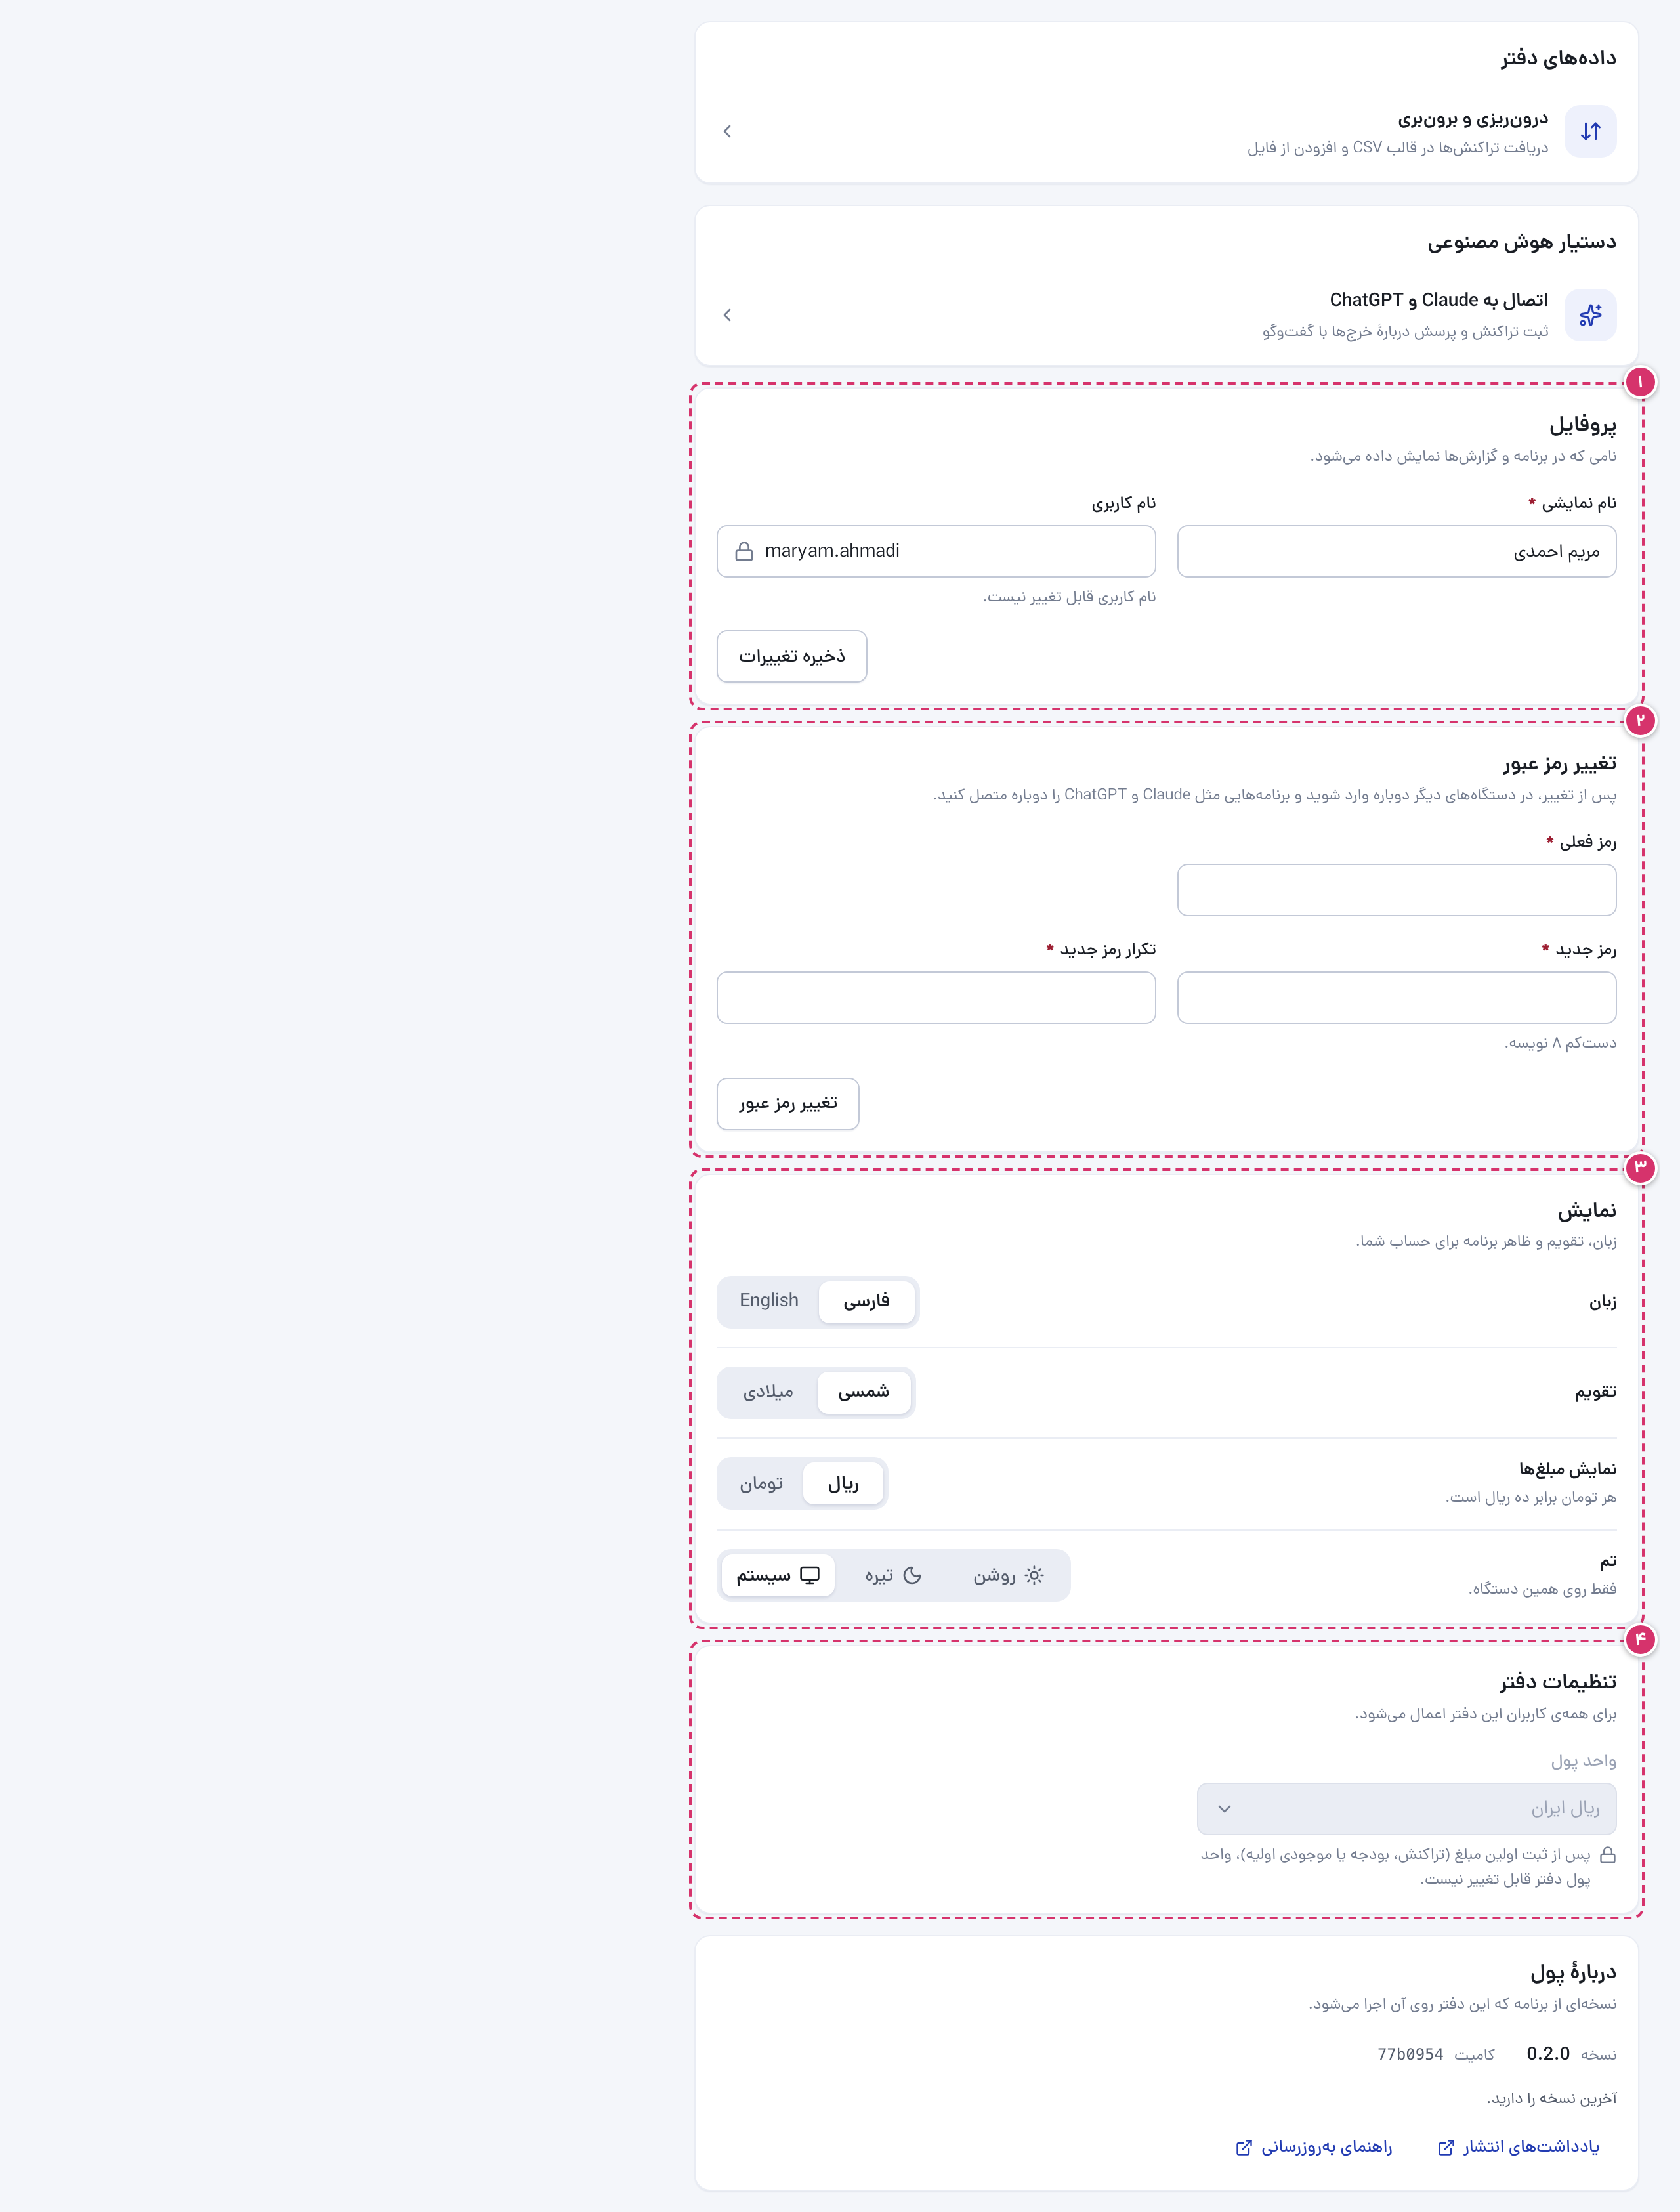 داده‌های دفتر
درون‌ریزی و برون‌بری
دریافت تراکنش‌ها در قالب CSV و افزودن از فایل
دستیار هوش مصنوعی
اتصال به Claude و ChatGPT
ثبت تراکنش و پرسش دربارهٔ خرج‌ها با گفت‌وگو
۱
پروفایل
نامی که در برنامه و گزارش‌ها نمایش داده می‌شود.
نام نمایشی *
نام کاربری
مریم احمدی
maryam.ahmadi
نام کاربری قابل تغییر نیست.
ذخیره تغییرات
۲
تغییر رمز عبور
پس از تغییر، در دستگاه‌های دیگر دوباره وارد شوید و برنامه‌هایی مثل Claude و ChatGPT را دوباره متصل کنید.
رمز فعلی *
رمز جدید *
تکرار رمز جدید *
دست‌کم ۸ نویسه.
تغییر رمز عبور
۳
نمایش
زبان، تقویم و ظاهر برنامه برای حساب شما.
زبان
فارسی
English
تقویم
شمسی
میلادی
نمایش مبلغ‌ها
هر تومان برابر ده ریال است.
ریال
تومان
تم
فقط روی همین دستگاه.
روشن
تیره
سیستم
۴
تنظیمات دفتر
برای همه‌ی کاربران این دفتر اعمال می‌شود.
واحد پول
ریال ایران
پس از ثبت اولین مبلغ (تراکنش، بودجه یا موجودی اولیه)، واحد
پول دفتر قابل تغییر نیست.
دربارهٔ پول
نسخه‌ای از برنامه که این دفتر روی آن اجرا می‌شود.
نسخه 0.2.0 کامیت 77b0954
آخرین نسخه را دارید.
یادداشت‌های انتشار
راهنمای به‌روزرسانی